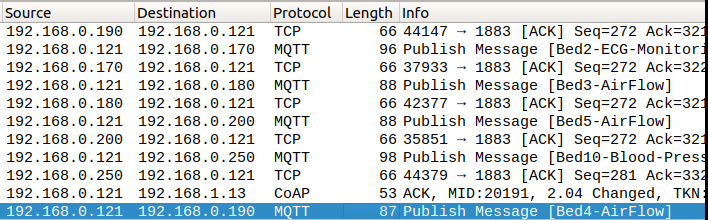 Source Destination Protocol Length Info
192.168.0.190 192.168.0.121 TCP 66 44147 → 1883 [ACK] Seq=272 Ack=321
192.168.0.121 192.168.0.170 MQTT 96 Publish Message [Bed2-ECG-Monitori
192.168.0.170 192.168.0.121 TCP 66 37933 → 1883 [ACK] Seq=272 Ack=322
192.168.0.121 192.168.0.180 MQTT 88 Publish Message [Bed3-AirFlow]
192.168.0.180 192.168.0.121 TCP 66 42377 → 1883 [ACK] Seq=272 Ack=321
192.168.0.121 192.168.0.200 MQTT 88 Publish Message [Bed5-AirFlow]
192.168.0.200 192.168.0.121 TCP 66 35851 → 1883 [ACK] Seq=272 Ack=321
192.168.0.121 192.168.0.250 MQTT 98 Publish Message [Bed10-Blood-Press
192.168.0.250 192.168.0.121 TCP 66 44379 → 1883 [ACK] Seq=281 Ack=332
192.168.0.121 192.168.1.13 CoAP 53 ACK, MID:20191, 2.04 Changed, TKN:
192.168.0.121 192.168.0.190 MQTT 87 Publish Message [Bed4-AirFlow]